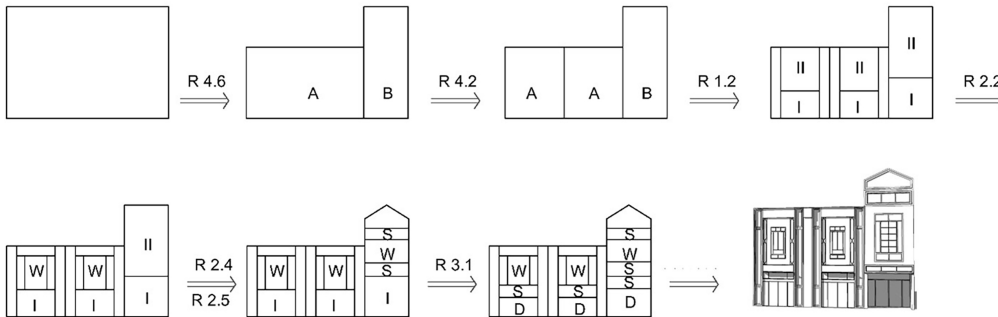 R 4.6
A B
R 4.2
A A B
R 1.2
II II II
I I I
R 2.2
W W II
I I I
R 2.4
R 2.5
S
W W W
S
I I I
R 3.1
S
W W W
S
S S S
D D D